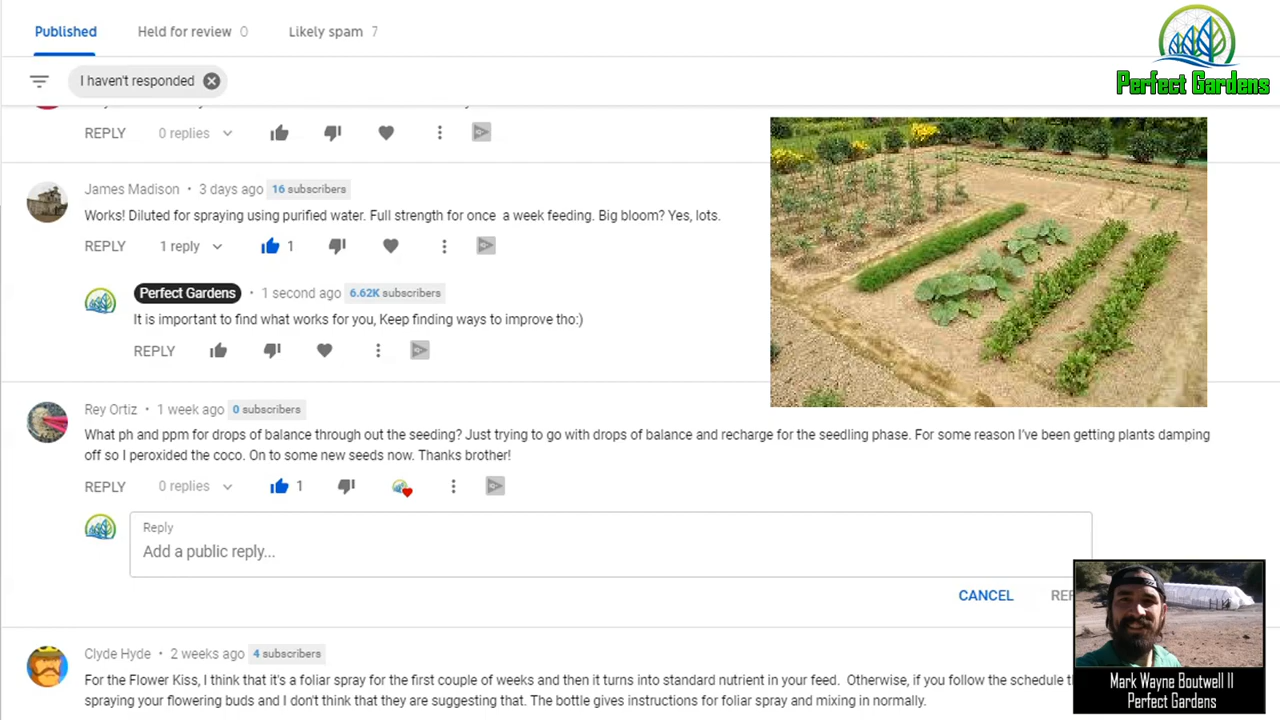 Published Held for review 0 Likely spam 7
Perfect Gardens
I haven't responded
REPLY 0 replies
James Madison • 3 days ago 16 subscribers
Works! Diluted for spraying using purified water. Full strength for once a week feeding. Big bloom? Yes, lots.
REPLY 1 reply 1
Perfect Gardens • 1 second ago 6.62K subscribers
It is important to find what works for you, Keep finding ways to improve tho:)
REPLY
Rey Ortiz • 1 week ago 0 subscribers
What ph and ppm for drops of balance through out the seeding? Just trying to go with drops of balance and recharge for the seedling phase. For some reason I've been getting plants damping
off so I peroxided the coco. On to some new seeds now. Thanks brother!
REPLY 0 replies 1
Reply
Add a public reply...
CANCEL
Clyde Hyde • 2 weeks ago 4 subscribers
For the Flower Kiss, I think that it's a foliar spray for the first couple of weeks and then it turns into standard nutrient in your feed. Otherwise, if you follow the schedule
spraying your flowering buds and I don't think that they are suggesting that. The bottle gives instructions for foliar spray and mixing in normally.
Mark Wayne Boutwell II
Perfect Gardens